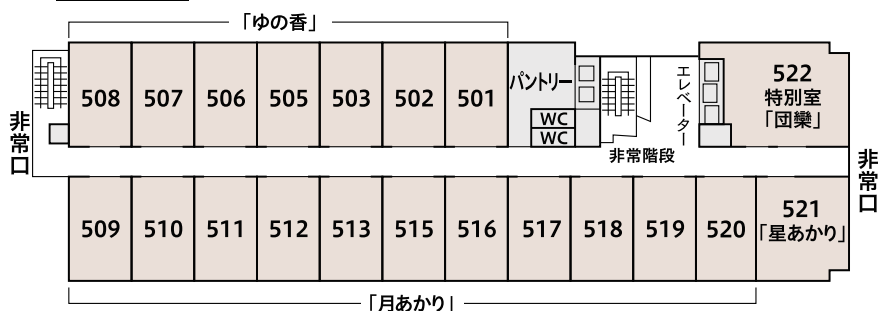 「ゆの香」
508
507
506
505
503
502
501
パントリー
WC
WC
非常階段
エレベーター
522
特別室
「団欒」
非常口
非常口
509
510
511
512
513
515
516
517
518
519
520
521
「星あかり」
「月あかり」